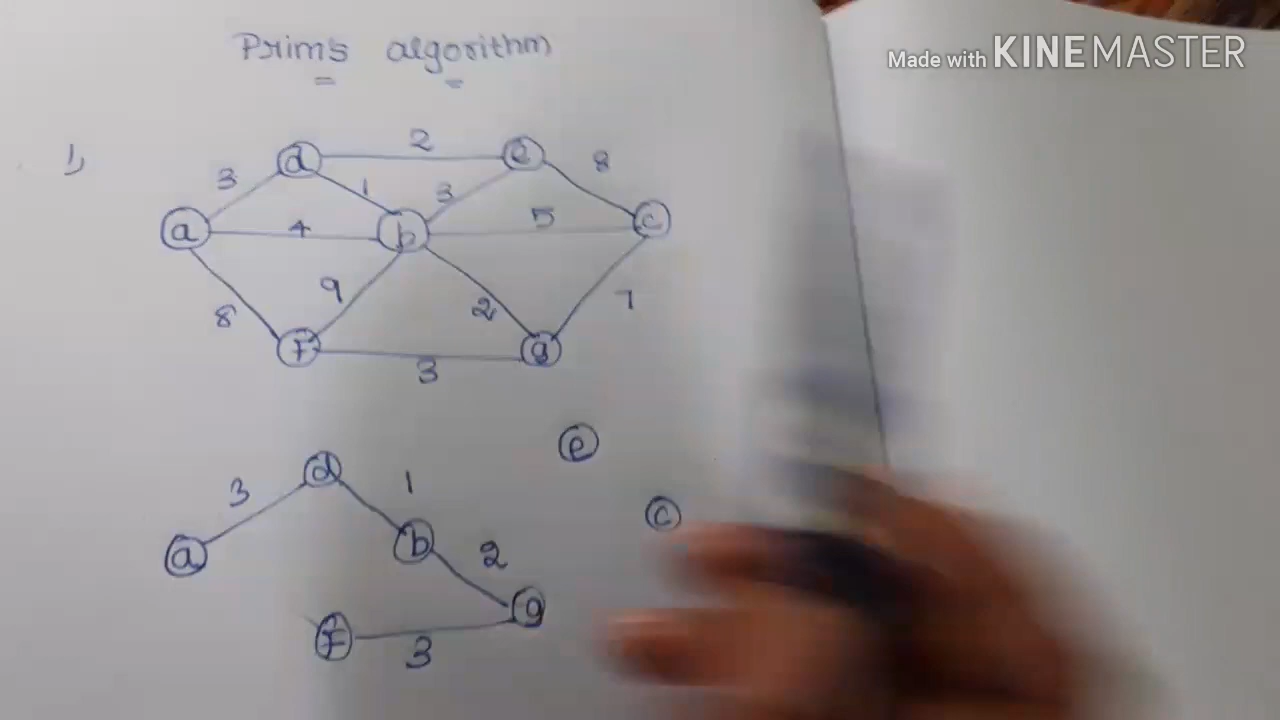 Made with KINEMASTER
Prim's algorithm
1)
2
d e 8
3 1 3
a 4 b 5 c
8 9 2 7
f 3 g
e
d
3 1
c
a b 2
g
f 3